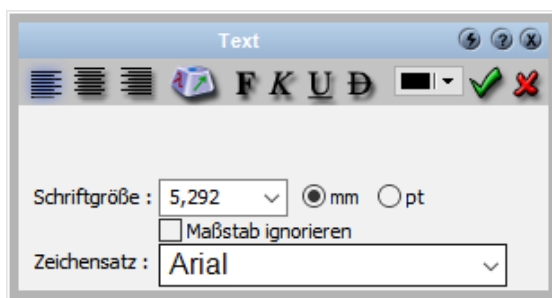 Text
F K U D
Schriftgröße : 5,292 mm pt
Maßstab ignorieren
Zeichensatz : Arial